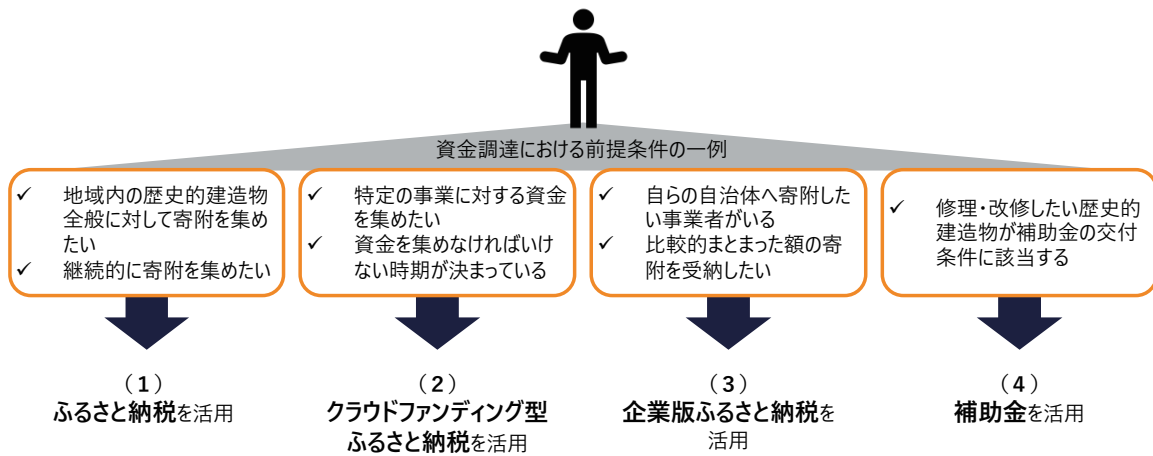 資金調達における前提条件の一例
✓ 地域内の歴史的建造物
全般に対して寄附を集め
たい
✓ 継続的に寄附を集めたい
✓ 特定の事業に対する資金
を集めたい
✓ 資金を集めなければいけ
ない時期が決まっている
✓ 自らの自治体へ寄附した
い事業者がいる
✓ 比較的まとまった額の寄
附を受納したい
✓ 修理・改修したい歴史的
建造物が補助金の交付
条件に該当する
（1）
ふるさと納税を活用
（2）
クラウドファンディング型
ふるさと納税を活用
（3）
企業版ふるさと納税を
活用
（4）
補助金を活用